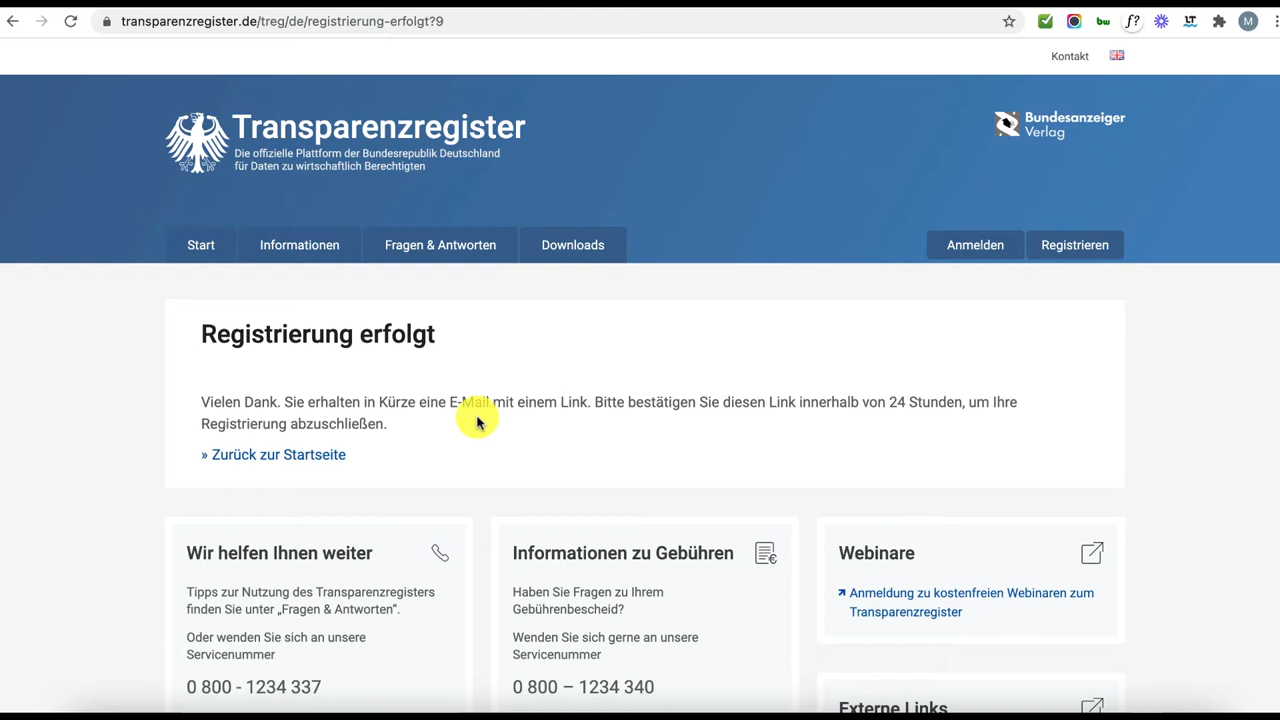 transparenzregister.de/treg/de/registrierung-erfolgt?9
bw
f?
LT
M
Kontakt
Transparenzregister
Die offizielle Plattform der Bundesrepublik Deutschland
für Daten zu wirtschaftlich Berechtigten
Bundesanzeiger
Verlag
Start
Informationen
Fragen & Antworten
Downloads
Anmelden
Registrieren
Registrierung erfolgt
Vielen Dank. Sie erhalten in Kürze eine E-Mail mit einem Link. Bitte bestätigen Sie diesen Link innerhalb von 24 Stunden, um Ihre
Registrierung abzuschließen.
» Zurück zur Startseite
Wir helfen Ihnen weiter
Tipps zur Nutzung des Transparenzregisters
finden Sie unter „Fragen & Antworten“.
Oder wenden Sie sich an unsere
Servicenummer
0 800 - 1234 337
Informationen zu Gebühren
Haben Sie Fragen zu Ihrem
Gebührenbescheid?
Wenden Sie sich gerne an unsere
Servicenummer
0 800 – 1234 340
Webinare
Anmeldung zu kostenfreien Webinaren zum
Transparenzregister
Externe Links